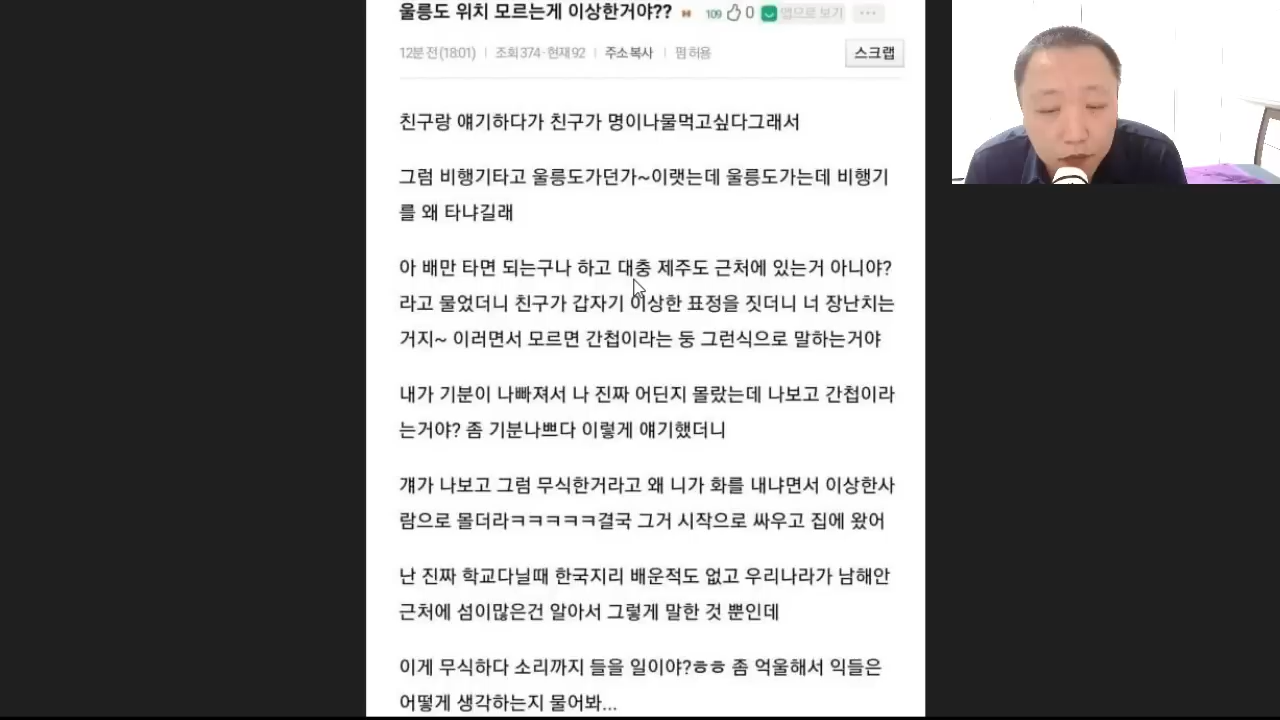 울릉도 위치 모르는게 이상한거야?? 109 0 앱으로 보기 ···
12분 전 (18:01) | 조회 374 · 현재 92 | 주소 복사 | 펌 허용 스크랩
친구랑 얘기하다가 친구가 명이나물먹고싶다그래서
그럼 비행기타고 울릉도가던가~이랫는데 울릉도가는데 비행기
를 왜 타냐길래
아 배만 타면 되는구나 하고 대충 제주도 근처에 있는거 아니야?
라고 물었더니 친구가 갑자기 이상한 표정을 짓더니 너 장난치는
거지~ 이러면서 모르면 간첩이라는 둥 그런식으로 말하는거야
내가 기분이 나빠져서 나 진짜 어딘지 몰랐는데 나보고 간첩이라
는거야? 좀 기분나쁘다 이렇게 얘기했더니
걔가 나보고 그럼 무식한거라고 왜 니가 화를 내냐면서 이상한사
람으로 몰더라ㅋㅋㅋㅋㅋ결국 그거 시작으로 싸우고 집에 왔어
난 진짜 학교다닐때 한국지리 배운적도 없고 우리나라가 남해안
근처에 섬이많은건 알아서 그렇게 말한 것 뿐인데
이게 무식하다 소리까지 들을 일이야?ㅎㅎ 좀 억울해서 익들은
어떻게 생각하는지 물어봐...